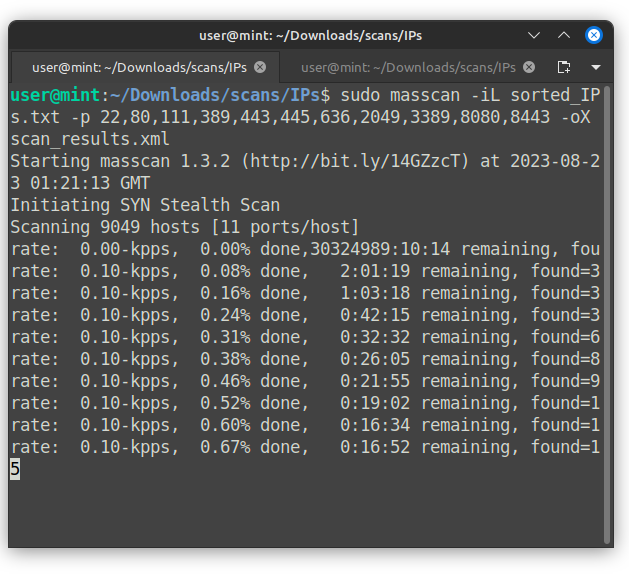 user@mint: ~/Downloads/scans/IPs
user@mint: ~/Downloads/scans/IPs user@mint: ~/Downloads/scans/IPs
user@mint:~/Downloads/scans/IPs$ sudo masscan -iL sorted_IP
s.txt -p 22,80,111,389,443,445,636,2049,3389,8080,8443 -oX
scan_results.xml
Starting masscan 1.3.2 (http://bit.ly/14GZzcT) at 2023-08-2
3 01:21:13 GMT
Initiating SYN Stealth Scan
Scanning 9049 hosts [11 ports/host]
rate:  0.00-kpps,  0.00% done,30324989:10:14 remaining, fou
rate:  0.10-kpps,  0.08% done,   2:01:19 remaining, found=3
rate:  0.10-kpps,  0.16% done,   1:03:18 remaining, found=3
rate:  0.10-kpps,  0.24% done,   0:42:15 remaining, found=3
rate:  0.10-kpps,  0.31% done,   0:32:32 remaining, found=6
rate:  0.10-kpps,  0.38% done,   0:26:05 remaining, found=8
rate:  0.10-kpps,  0.46% done,   0:21:55 remaining, found=9
rate:  0.10-kpps,  0.52% done,   0:19:02 remaining, found=1
rate:  0.10-kpps,  0.60% done,   0:16:34 remaining, found=1
rate:  0.10-kpps,  0.67% done,   0:16:52 remaining, found=1
5